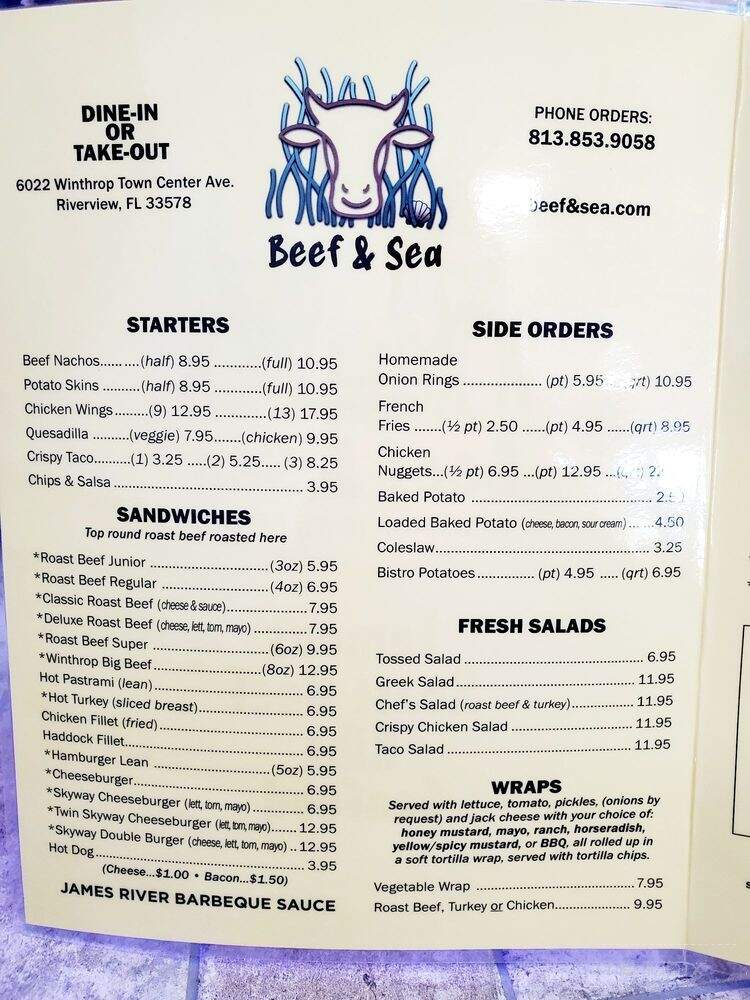 DINE-IN
OR
TAKE-OUT
6022 Winthrop Town Center Ave.
Riverview, FL 33578
Beef & Sea
PHONE ORDERS:
813.853.9058
beef&sea.com
STARTERS
Beef Nachos.........(half) 8.95 ...........(full) 10.95
Potato Skins .........(half) 8.95 ...........(full) 10.95
Chicken Wings.......(9) 12.95 ............(13) 17.95
Quesadilla ........(veggie) 7.95......(chicken) 9.95
Crispy Taco.........(1) 3.25 .....(2) 5.25..... (3) 8.25
Chips & Salsa ............................................ 3.95
SANDWICHES
Top round roast beef roasted here
*Roast Beef Junior ..........................(3oz) 5.95
*Roast Beef Regular ........................(4oz) 6.95
*Classic Roast Beef (cheese & sauce)....................7.95
*Deluxe Roast Beef (cheese, lett, tom, mayo) .............7.95
*Roast Beef Super ..........................(6oz) 9.95
*Winthrop Big Beef........................(8oz) 12.95
Hot Pastrami (lean)..................................... 6.95
*Hot Turkey (sliced breast)........................... 6.95
Chicken Fillet (fried).................................... 6.95
Haddock Fillet.......................................... 6.95
*Hamburger Lean ...........................(5oz) 5.95
*Cheeseburger.......................................... 6.95
*Skyway Cheeseburger (lett, tom, mayo) ............ 6.95
*Twin Skyway Cheeseburger (lett, tom, mayo)....... 12.95
*Skyway Double Burger (cheese, lett, tom, mayo) .. 12.95
Hot Dog................................................... 3.95
(Cheese...$1.00 • Bacon...$1.50)
JAMES RIVER BARBEQUE SAUCE
SIDE ORDERS
Homemade
Onion Rings ................... (pt) 5.95 10.95
French
Fries .......(½ pt) 2.50 ......(pt) 4.95 ......(qrt) 8.95
Chicken
Nuggets...(½ pt) 6.95 ...(pt) 12.95
Baked Potato ............................................
Loaded Baked Potato (cheese, bacon, sour cream) ... ...4.50
Coleslaw...................................................... 3.25
Bistro Potatoes............. (pt) 4.95 ..... (qrt) 6.95
FRESH SALADS
Tossed Salad ........................................... 6.95
Greek Salad........................................... 11.95
Chef's Salad (roast beef & turkey)............... 11.95
Crispy Chicken Salad .............................. 11.95
Taco Salad ............................................ 11.95
WRAPS
Served with lettuce, tomato, pickles, (onions by
request) and jack cheese with your choice of:
honey mustard, mayo, ranch, horseradish,
yellow/spicy mustard, or BBQ, all rolled up in
a soft tortilla wrap, served with tortilla chips.
Vegetable Wrap ......................................7.95
Roast Beef, Turkey or Chicken.................. 9.95